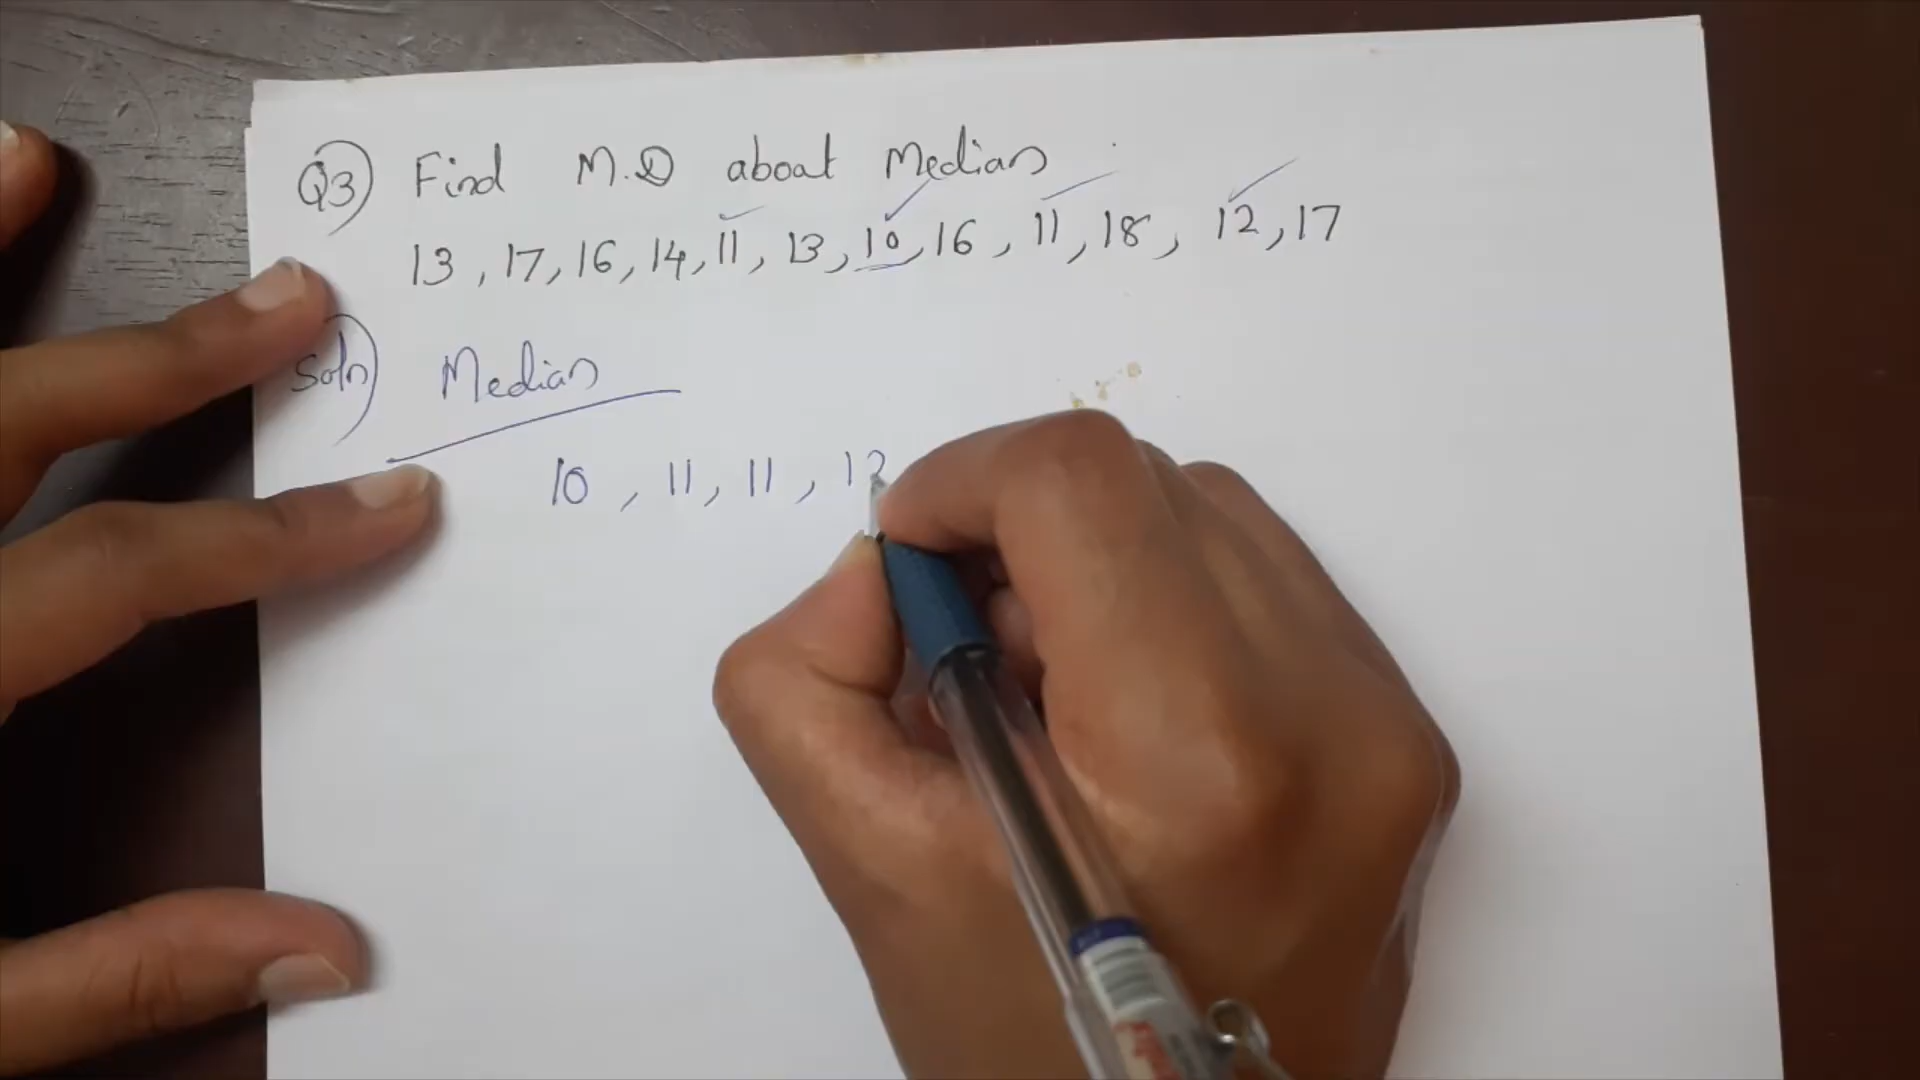 Q3) Find M.D about Median
13, 17, 16, 14, 11, 13, 10, 16, 11, 18, 12, 17
Soln) Median
10, 11, 11, 12